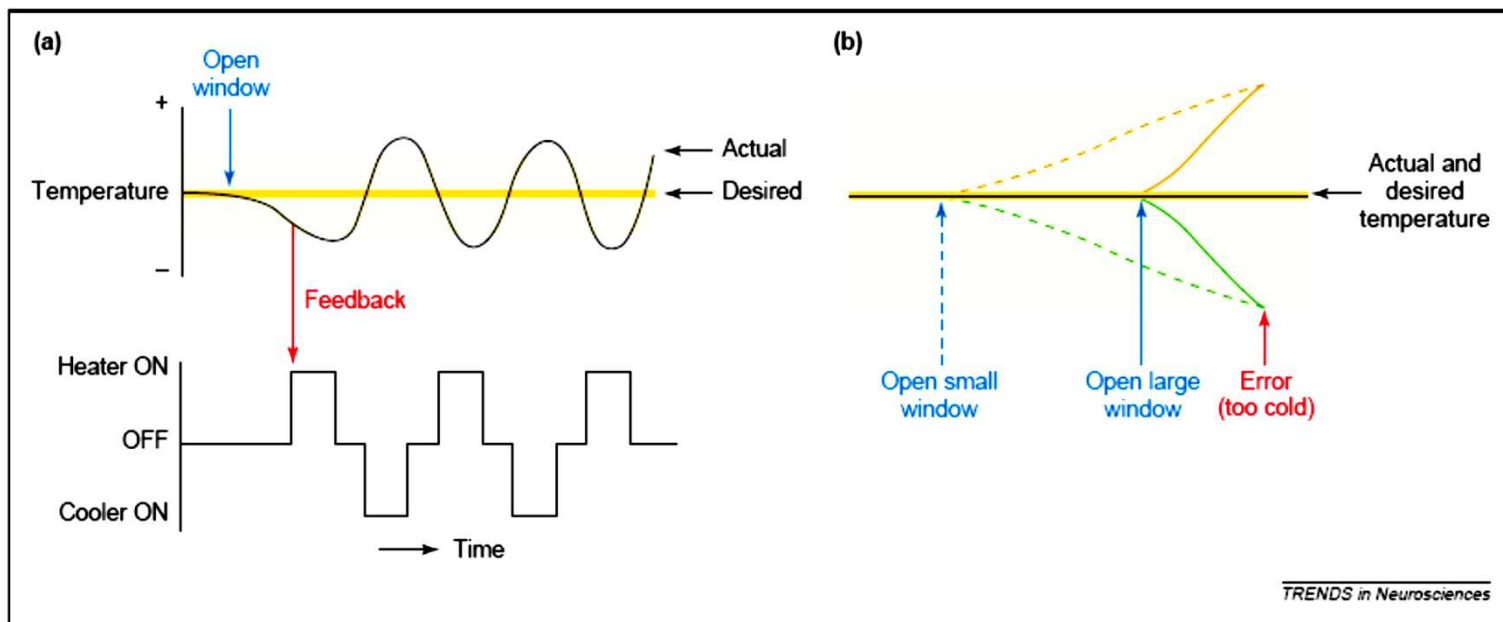 (a)
Open
window
+
Temperature
–
Actual
Desired
Feedback
Heater ON
OFF
Cooler ON
Time
(b)
Actual and
desired
temperature
Open small
window
Open large
window
Error
(too cold)
TRENDS in Neurosciences